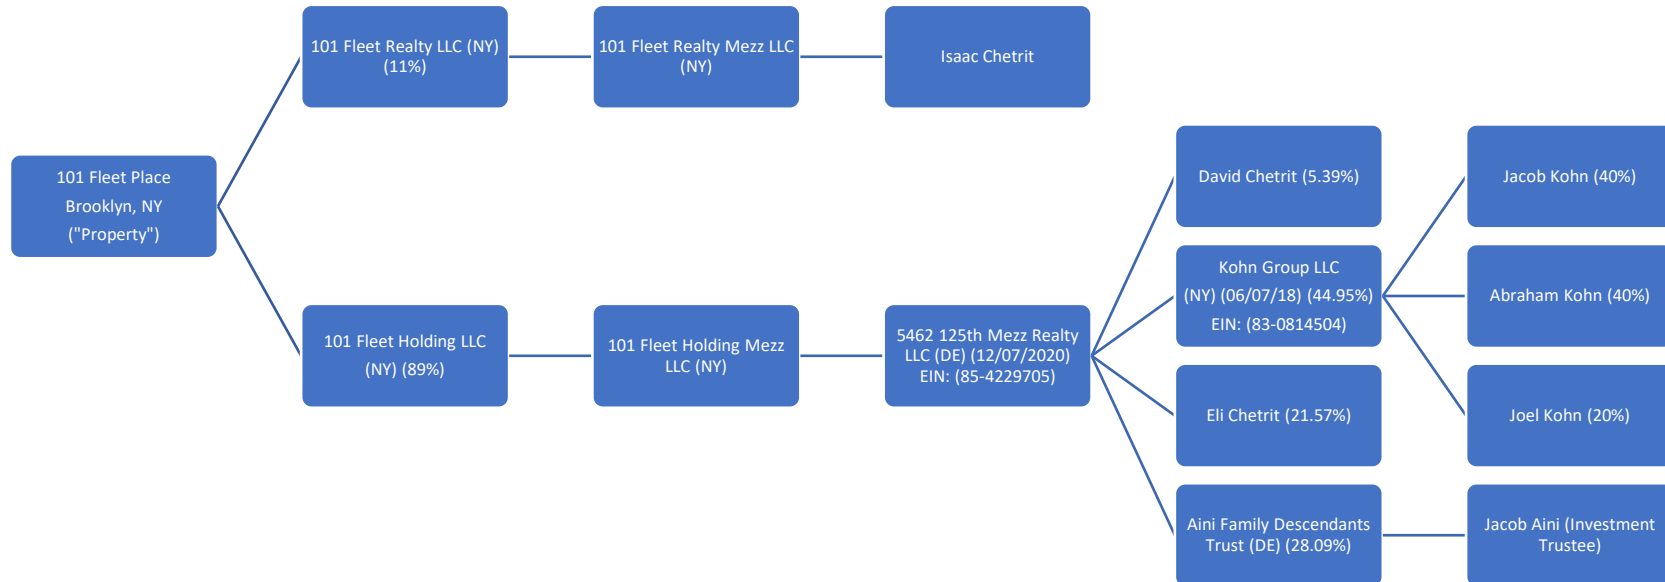 101 Fleet Place
Brooklyn, NY
("Property")
101 Fleet Realty LLC (NY)
(11%)
101 Fleet Realty Mezz LLC
(NY)
Isaac Chetrit
101 Fleet Holding LLC
(NY) (89%)
101 Fleet Holding Mezz
LLC (NY)
5462 125th Mezz Realty
LLC (DE) (12/07/2020)
EIN: (85-4229705)
David Chetrit (5.39%)
Kohn Group LLC
(NY) (06/07/18) (44.95%)
EIN: (83-0814504)
Jacob Kohn (40%)
Abraham Kohn (40%)
Joel Kohn (20%)
Eli Chetrit (21.57%)
Aini Family Descendants
Trust (DE) (28.09%)
Jacob Aini (Investment
Trustee)